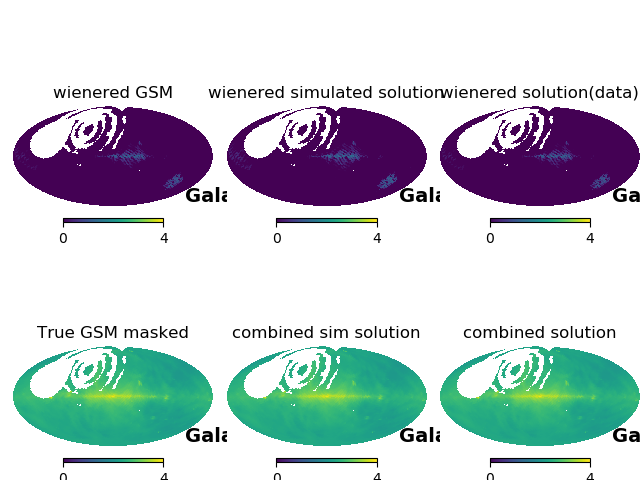 wienered GSM
wienered simulated solution
wienered solution(data)
Gala
Gala
Ga
0 4
0 4
0 4
True GSM masked
combined sim solution
combined solution
Gala
Gala
Ga
0 4
0 4
0 4